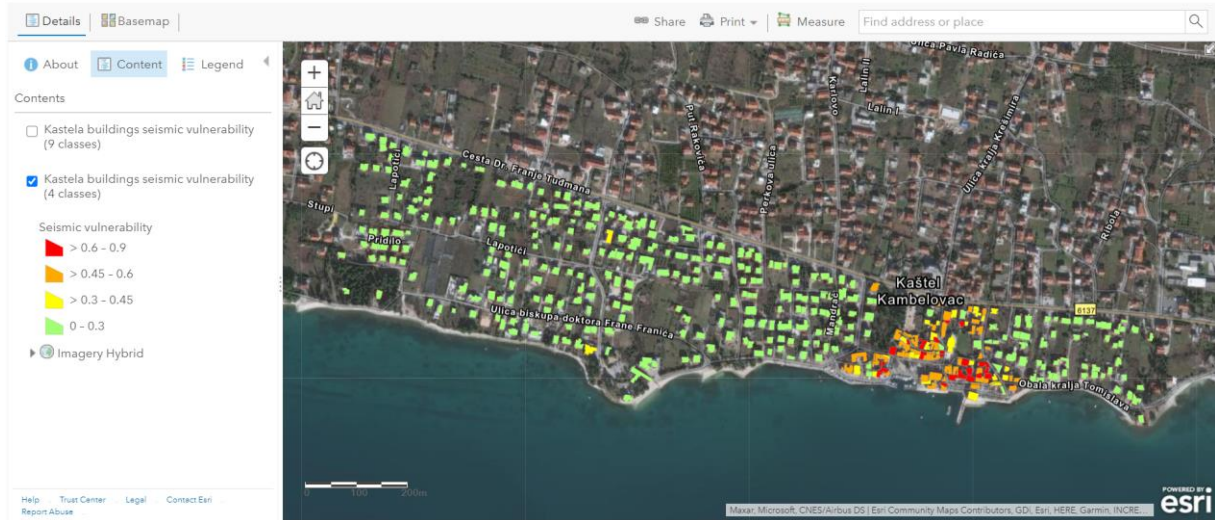 Details
Basemap
Share
Print
Measure
Find address or place
About
Content
Legend
Contents
Kastela buildings seismic vulnerability
(9 classes)
Kastela buildings seismic vulnerability
(4 classes)
Seismic vulnerability
> 0.6 - 0.9
> 0.45 - 0.6
> 0.3 - 0.45
0 - 0.3
Imagery Hybrid
Help
Trust Center
Legal
Contact Esri
Report Abuse
Ulica Pavla Radića
Lalin II
Lalin I
Karlovo
Put Rakovića
Perkova ulica
Ulica kralja Krešimira
Ribola
Cesta Dr. Franje Tuđmana
Lapotići
Stupi
Pridilo
Lapotići
Ulica biskupa doktora Frane Franića
Mandrač
Kaštel
Kambelovac
6137
Obala kralja Tomislava
0 100 200m
Maxar, Microsoft, CNES/Airbus DS | Esri Community Maps Contributors, GDi, Esri, HERE, Garmin, INCRE...
POWERED BY
esri